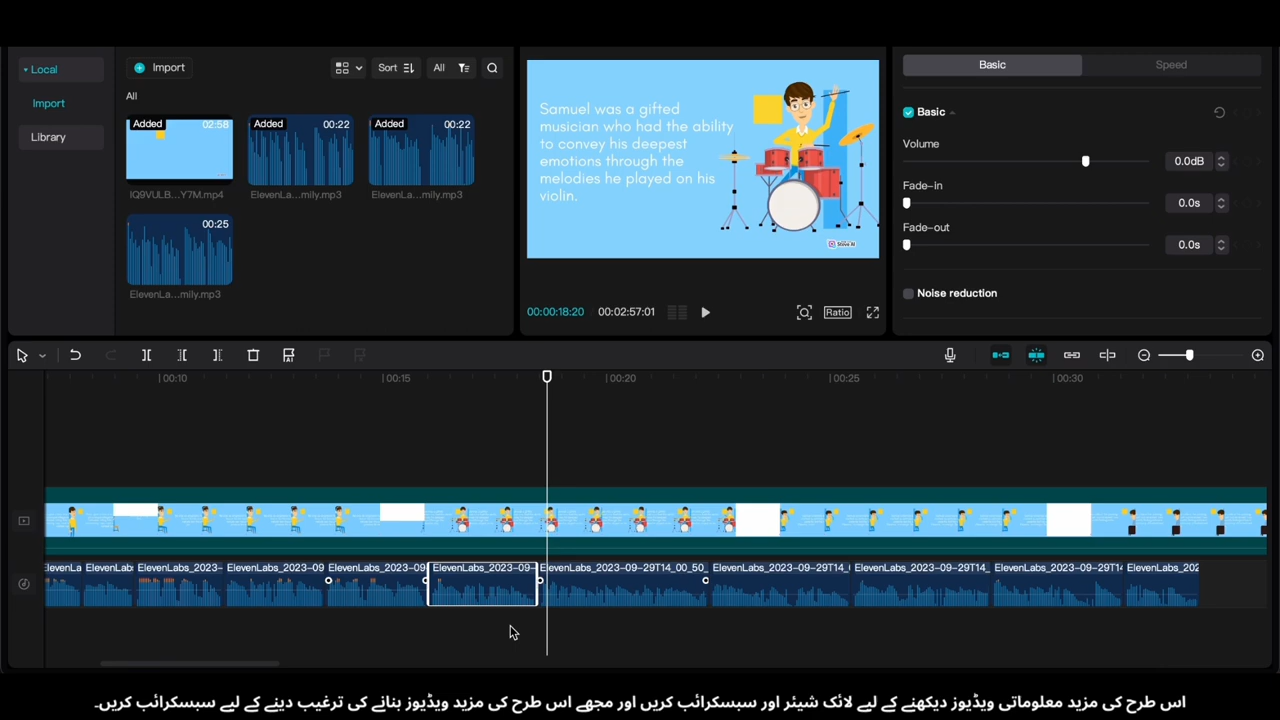 Local
Import
Library
Import
Sort
All
All
Added
02:58
IQ9VULB...Y7M.mp4
Added
00:22
ElevenLa...mily.mp3
Added
00:22
ElevenLa...mily.mp3
00:25
ElevenLa...mily.mp3
Samuel was a gifted
musician who had the ability
to convey his deepest
emotions through the
melodies he played on his
violin.
Steve AI
00:00:18:20
00:02:57:01
Ratio
Basic
Speed
Basic
Volume
0.0dB
Fade-in
0.0s
Fade-out
0.0s
Noise reduction
00:10
00:15
00:20
00:25
00:30
ElevenLa
ElevenLabs
ElevenLabs_2023-
ElevenLabs_2023-09
ElevenLabs_2023-09
ElevenLabs_2023-09-
ElevenLabs_2023-09-29T14_00_50_
ElevenLabs_2023-09-29T14_
ElevenLabs_2023-09-29T14_
ElevenLabs_2023-09-29T14
ElevenLabs_202
اس طرح کی مزید معلوماتی ویڈیوز دیکھنے کے لیے لائک شیئر اور سبسکرائب کریں اور مجھے اس طرح کی مزید ویڈیوز بنانے کی ترغیب دینے کے لیے سبسکرائب کریں۔